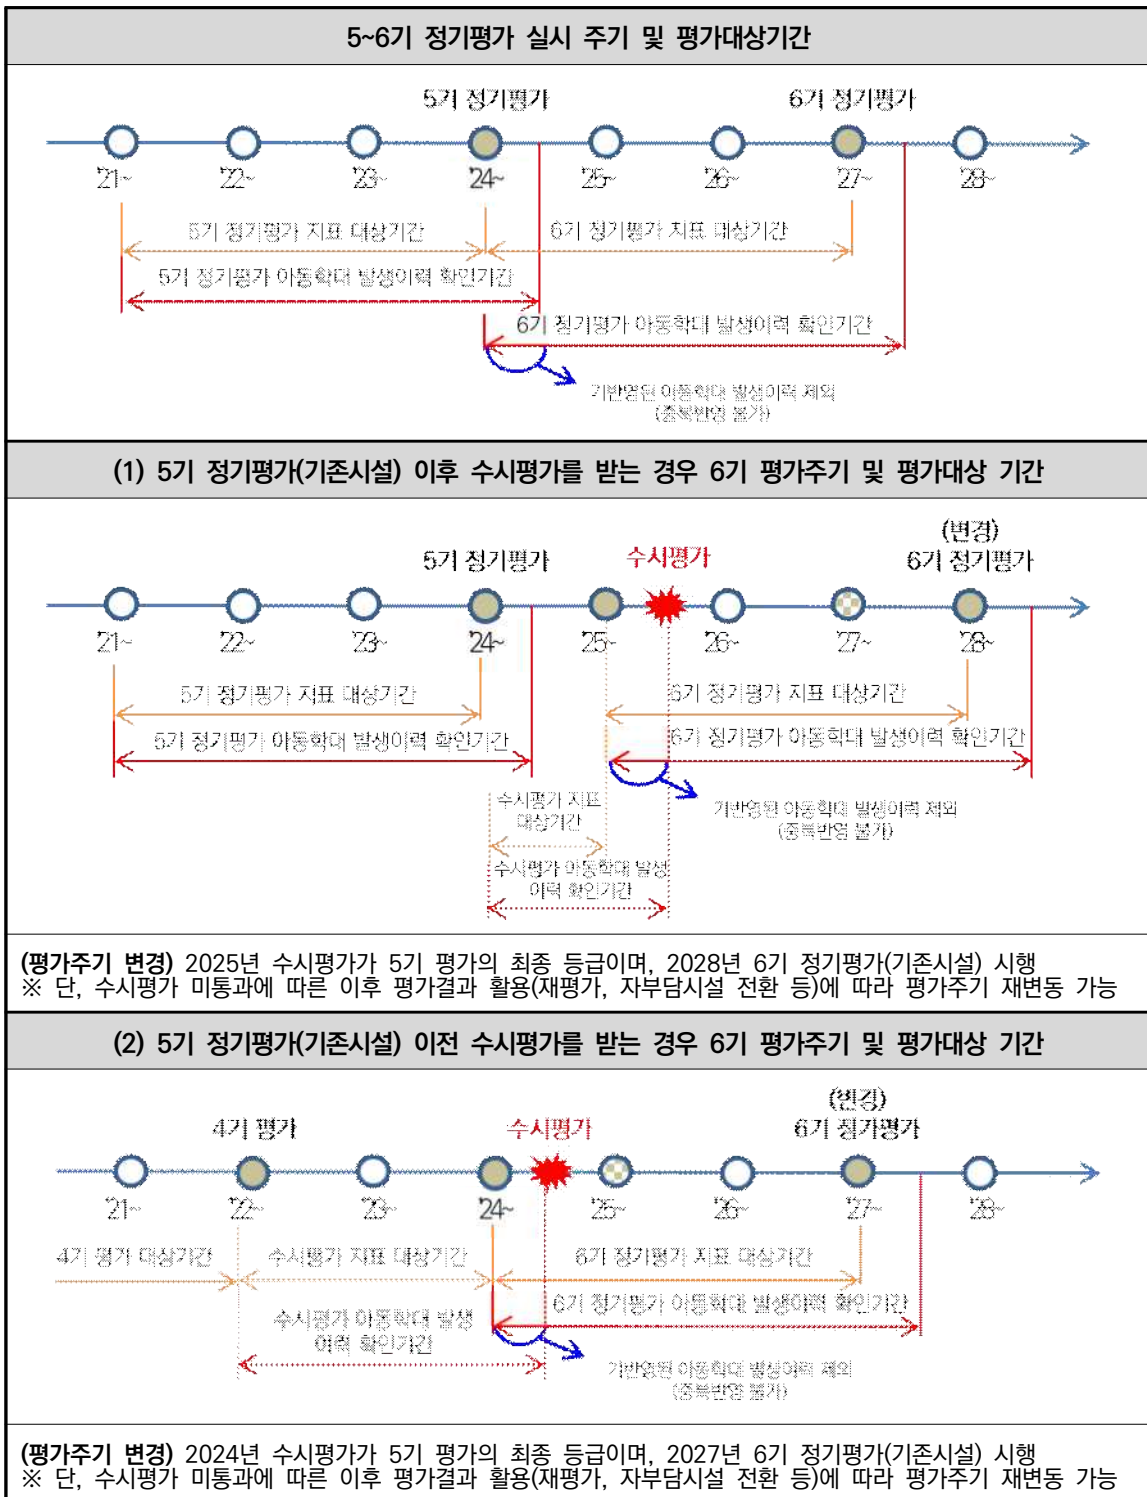 5~6기 정기평가 실시 주기 및 평가대상기간
5기 정기평가 6기 정기평가
'21~ '22~ '23~ '24~ '25~ '26~ '27~ '28~
5기 정기평가 지표 대상기간 6기 정기평가 지표 대상기간
5기 정기평가 아동학대 발생이력 확인기간
6기 정기평가 아동학대 발생이력 확인기간
기반영된 아동학대 발생이력 제외
(중복반영 불가)
(1) 5기 정기평가(기존시설) 이후 수시평가를 받는 경우 6기 평가주기 및 평가대상 기간
(변경)
5기 정기평가 수시평가 6기 정기평가
'21~ '22~ '23~ '24~ '25~ '26~ '27~ '28~
5기 정기평가 지표 대상기간 6기 정기평가 지표 대상기간
5기 정기평가 아동학대 발생이력 확인기간 6기 정기평가 아동학대 발생이력 확인기간
수시평가 지표
대상기간
기반영된 아동학대 발생이력 제외
(중복반영 불가)
수시평가 아동학대 발생
이력 확인기간
(평가주기 변경) 2025년 수시평가가 5기 평가의 최종 등급이며, 2028년 6기 정기평가(기존시설) 시행
※ 단, 수시평가 미통과에 따른 이후 평가결과 활용(재평가, 자부담시설 전환 등)에 따라 평가주기 재변동 가능
(2) 5기 정기평가(기존시설) 이전 수시평가를 받는 경우 6기 평가주기 및 평가대상 기간
(변경)
4기 평가 수시평가 6기 정기평가
'21~ '22~ '23~ '24~ '25~ '26~ '27~ '28~
4기 평가 대상기간 수시평가 지표 대상기간 6기 정기평가 지표 대상기간
6기 정기평가 아동학대 발생이력 확인기간
수시평가 아동학대 발생
이력 확인기간
기반영된 아동학대 발생이력 제외
(중복반영 불가)
(평가주기 변경) 2024년 수시평가가 5기 평가의 최종 등급이며, 2027년 6기 정기평가(기존시설) 시행
※ 단, 수시평가 미통과에 따른 이후 평가결과 활용(재평가, 자부담시설 전환 등)에 따라 평가주기 재변동 가능